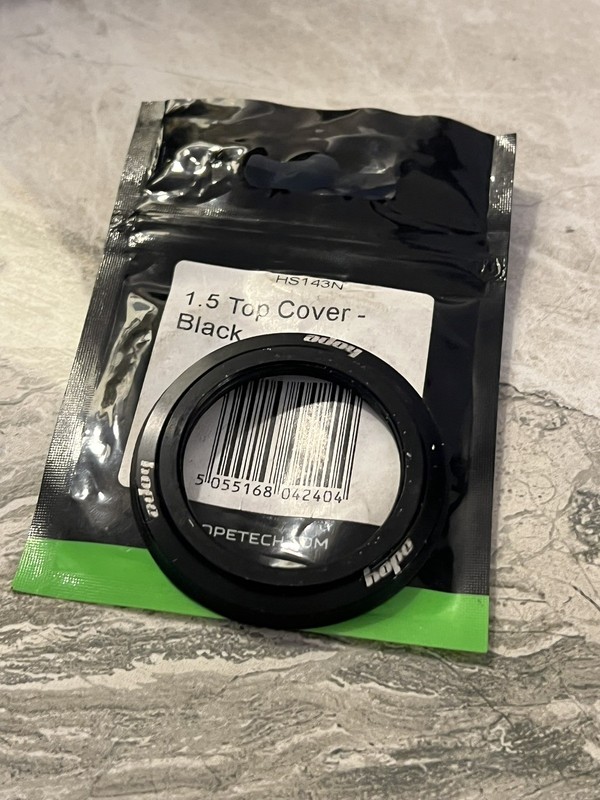 HS143N
1.5 Top Cover -
Black
hope
hope
5 055168 042404
hope
OPETECH.COM